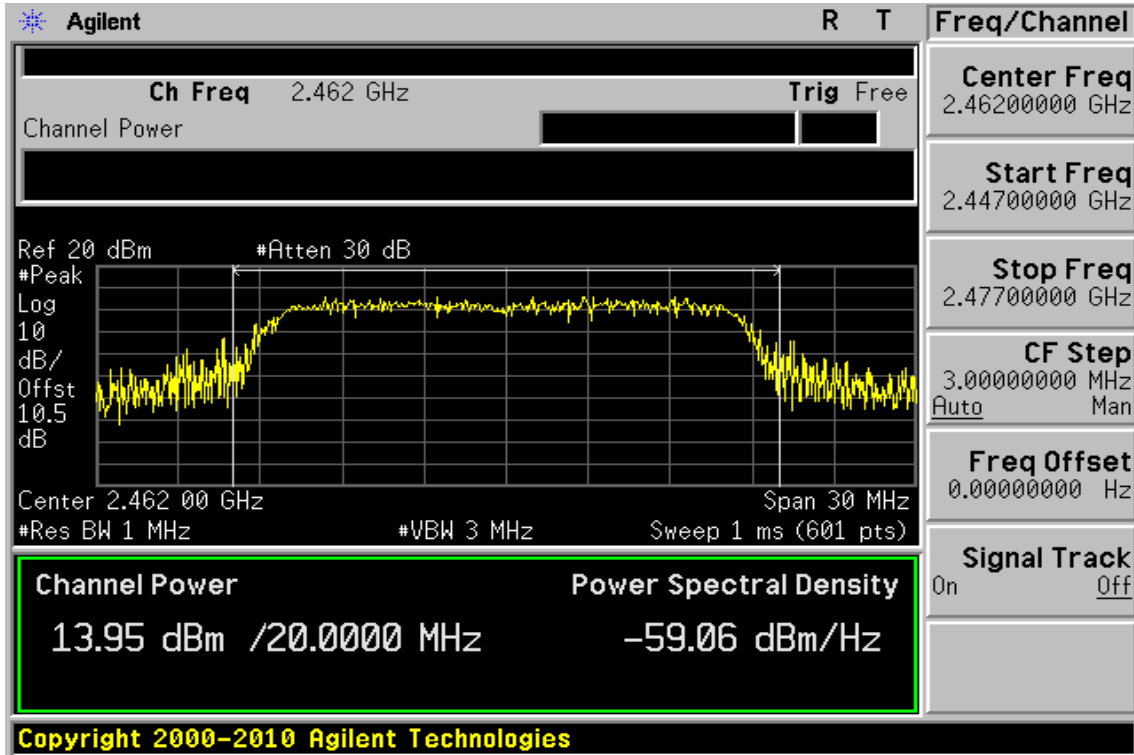 Agilent R T
Ch Freq 2.462 GHz Trig Free
Channel Power
Ref 20 dBm #Atten 30 dB
#Peak
Log
10
dB/
Offst
10.5
dB
Center 2.462 00 GHz Span 30 MHz
#Res BW 1 MHz #VBW 3 MHz Sweep 1 ms (601 pts)
Channel Power Power Spectral Density
13.95 dBm /20.0000 MHz -59.06 dBm/Hz
Copyright 2000-2010 Agilent Technologies
Freq/Channel
Center Freq
2.46200000 GHz
Start Freq
2.44700000 GHz
Stop Freq
2.47700000 GHz
CF Step
3.00000000 MHz
Auto Man
Freq Offset
0.00000000 Hz
Signal Track
On Off